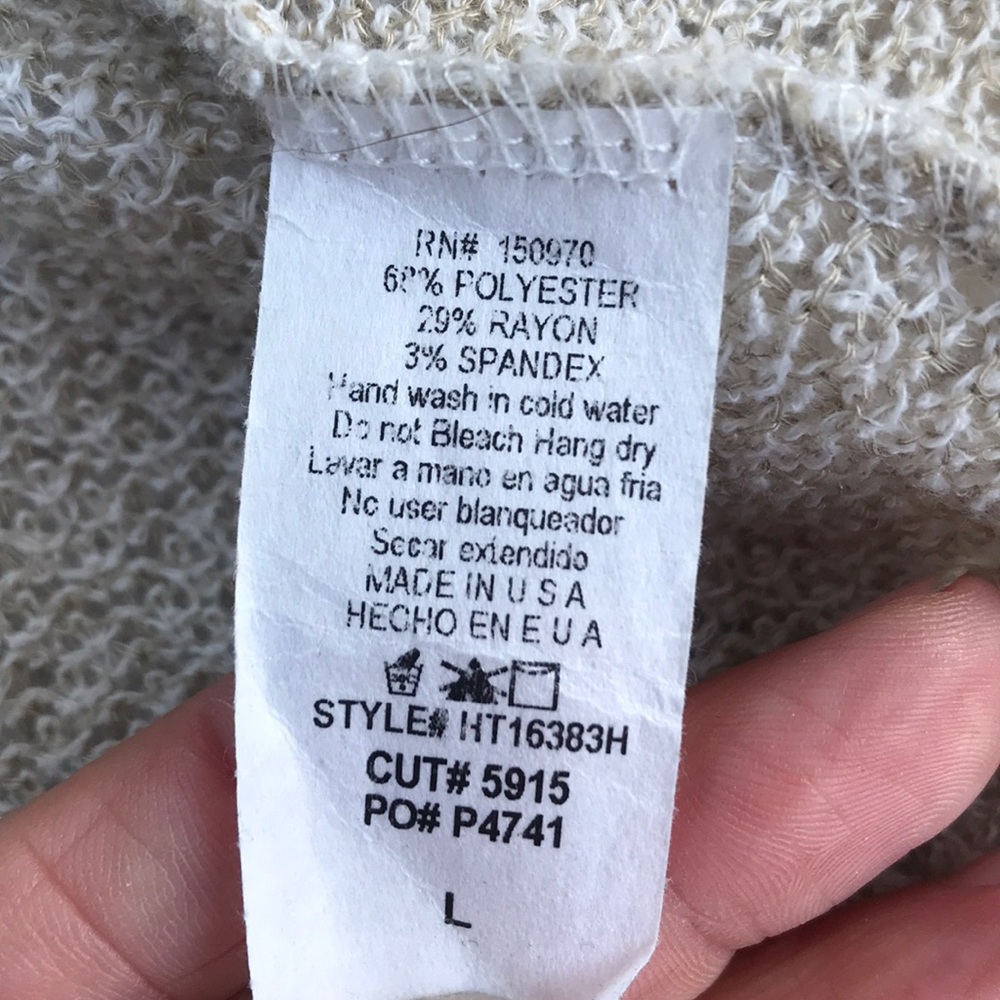 RN# 150970
68% POLYESTER
29% RAYON
3% SPANDEX
Hand wash in cold water
Do not Bleach Hang dry
Lavar a mano en agua fria
No user blanqueador
Secar extendido
MADE IN U S A
HECHO EN E U A
STYLE# HT16383H
CUT# 5915
PO# P4741
L